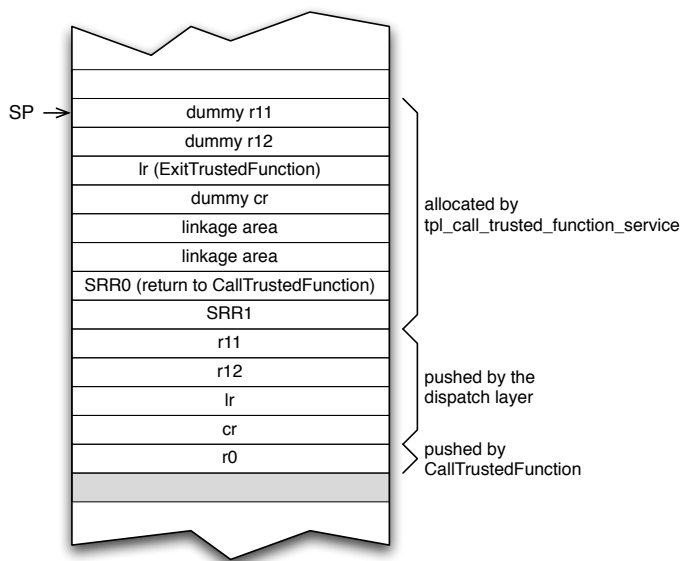 SP
dummy r11
dummy r12
lr (ExitTrustedFunction)
dummy cr
linkage area
linkage area
SRR0 (return to CallTrustedFunction)
SRR1
r11
r12
lr
cr
r0
allocated by
tpl_call_trusted_function_service
pushed by the
dispatch layer
pushed by
CallTrustedFunction